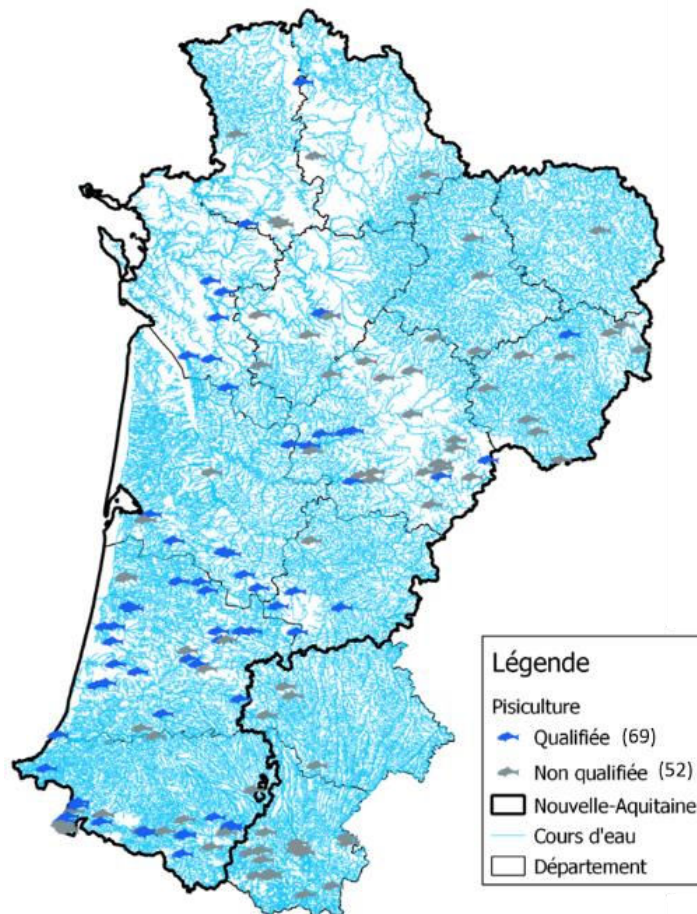 Légende
Pisiculture
Qualifiée (69)
Non qualifiée (52)
Nouvelle-Aquitaine
Cours d'eau
Département